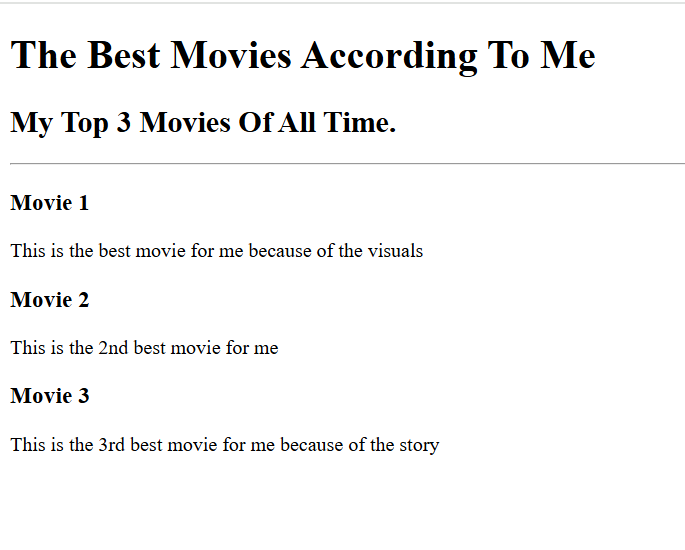 The Best Movies According To Me
My Top 3 Movies Of All Time.
Movie 1
This is the best movie for me because of the visuals
Movie 2
This is the 2nd best movie for me
Movie 3
This is the 3rd best movie for me because of the story